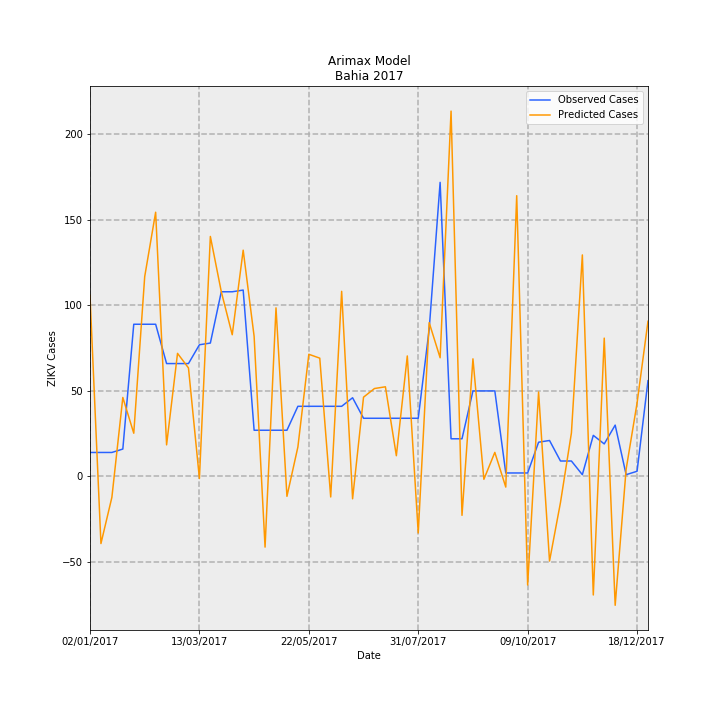 Arimax Model
Bahia 2017
Observed Cases
Predicted Cases
ZIKV Cases
200
150
100
50
0
−50
02/01/2017
13/03/2017
22/05/2017
31/07/2017
09/10/2017
18/12/2017
Date